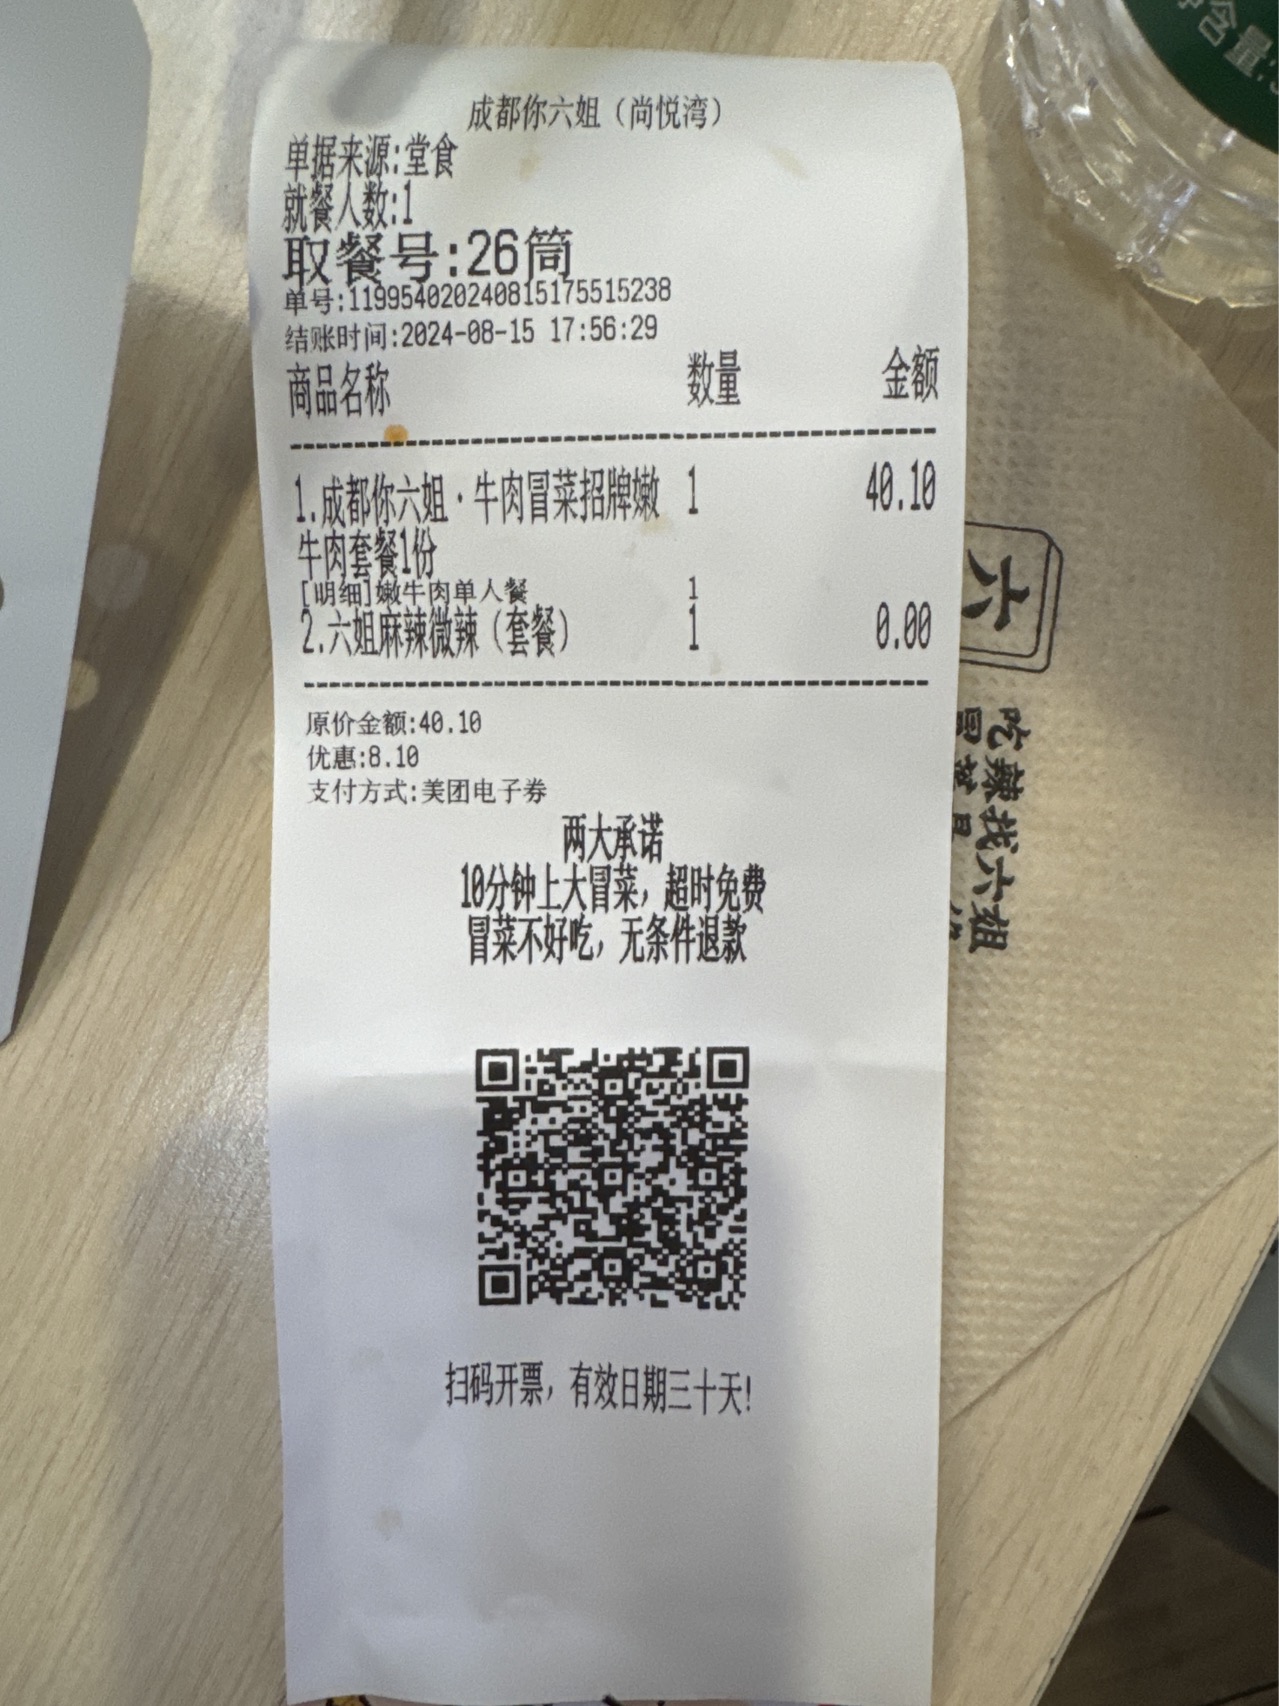 成都你六姐（尚悦湾）
单据来源:堂食
就餐人数:1
取餐号:26筒
单号:11995402024081517551​5238
结账时间:2024-08-15 17:56:29
商品名称 数量 金额
1.成都你六姐·牛肉冒菜招牌嫩 1 40.10
牛肉套餐1份
[明细]嫩牛肉单人餐 1
2.六姐麻辣微辣（套餐） 1 0.00
原价金额:40.10
优惠:8.10
支付方式:美团电子券
两大承诺
10分钟上大冒菜，超时免费
冒菜不好吃，无条件退款
扫码开票，有效日期三十天!
六
吃辣找六姐
冒菜
含量: